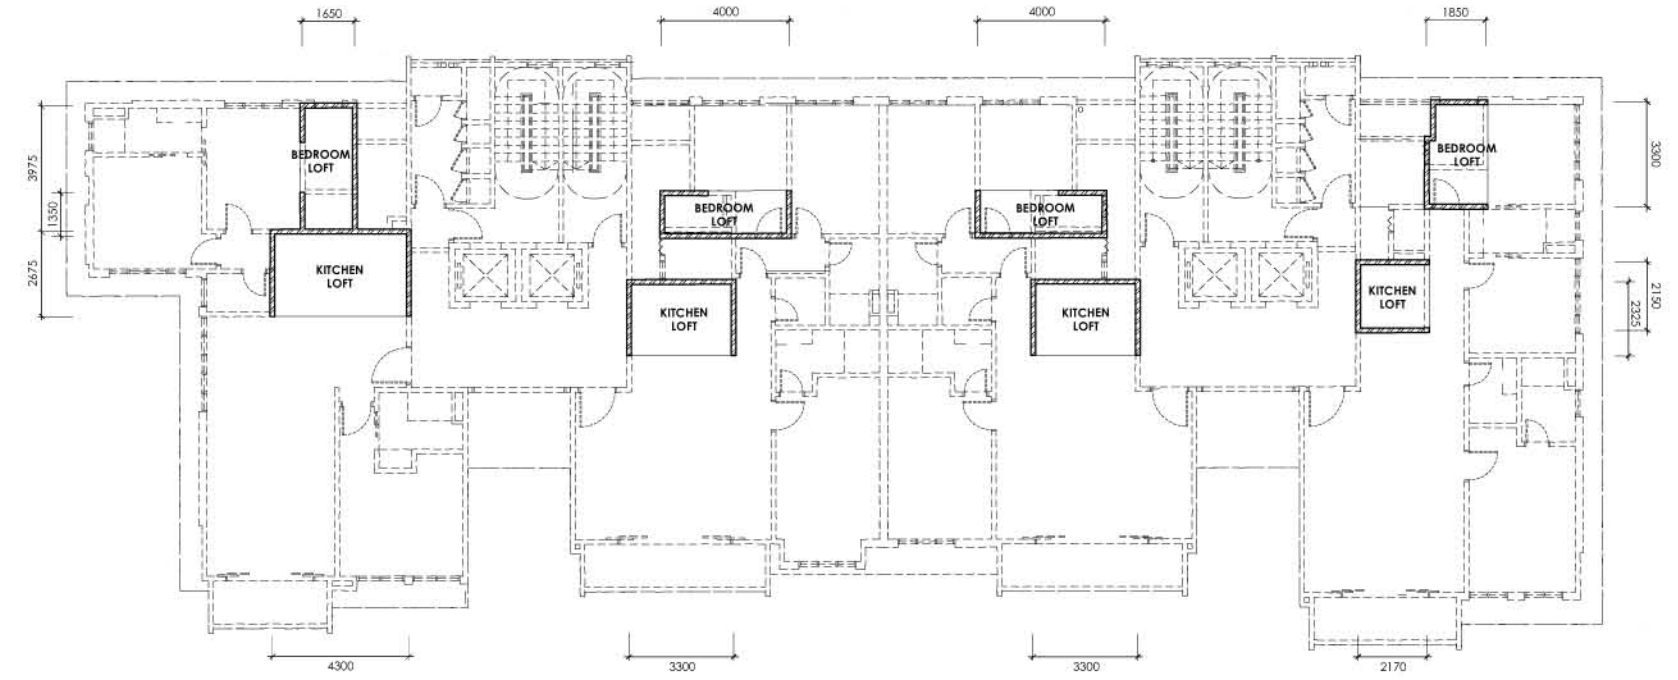 1650
4000
4000
1850
3975
1350
2675
BEDROOM
LOFT
KITCHEN
LOFT
BEDROOM
LOFT
KITCHEN
LOFT
BEDROOM
LOFT
KITCHEN
LOFT
BEDROOM
LOFT
KITCHEN
LOFT
3300
2150
2325
4300
3300
3300
2170